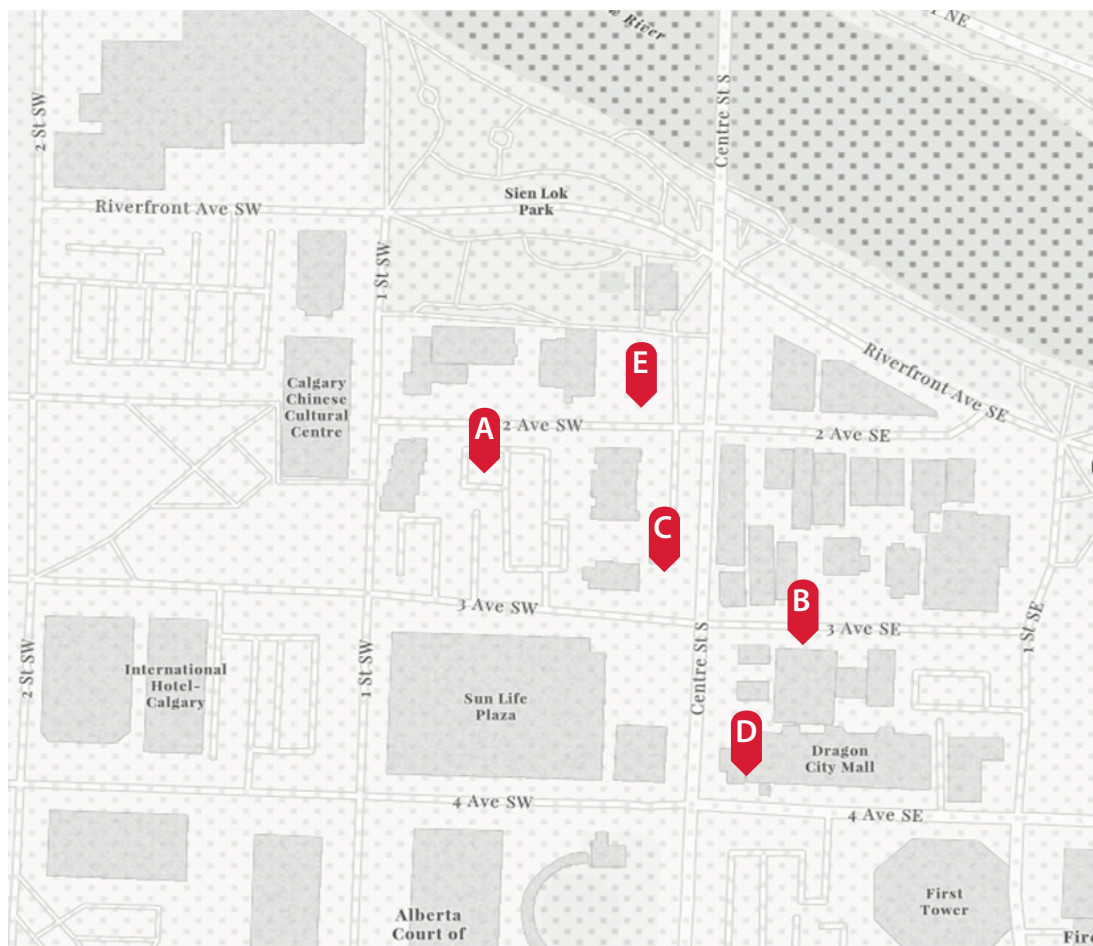 River
NE
2 St SW
Centre St S
Sien Lok
Park
Riverfront Ave SW
1 St SW
E
Riverfront Ave SE
Calgary
Chinese
Cultural
Centre
A
2 Ave SW
2 Ave SE
C
B
3 Ave SW
3 Ave SE
1 St SE
2 St SW
International
Hotel-
Calgary
1 St SW
Sun Life
Plaza
Centre St S
D
Dragon
City Mall
4 Ave SW
4 Ave SE
First
Tower
Alberta
Court of